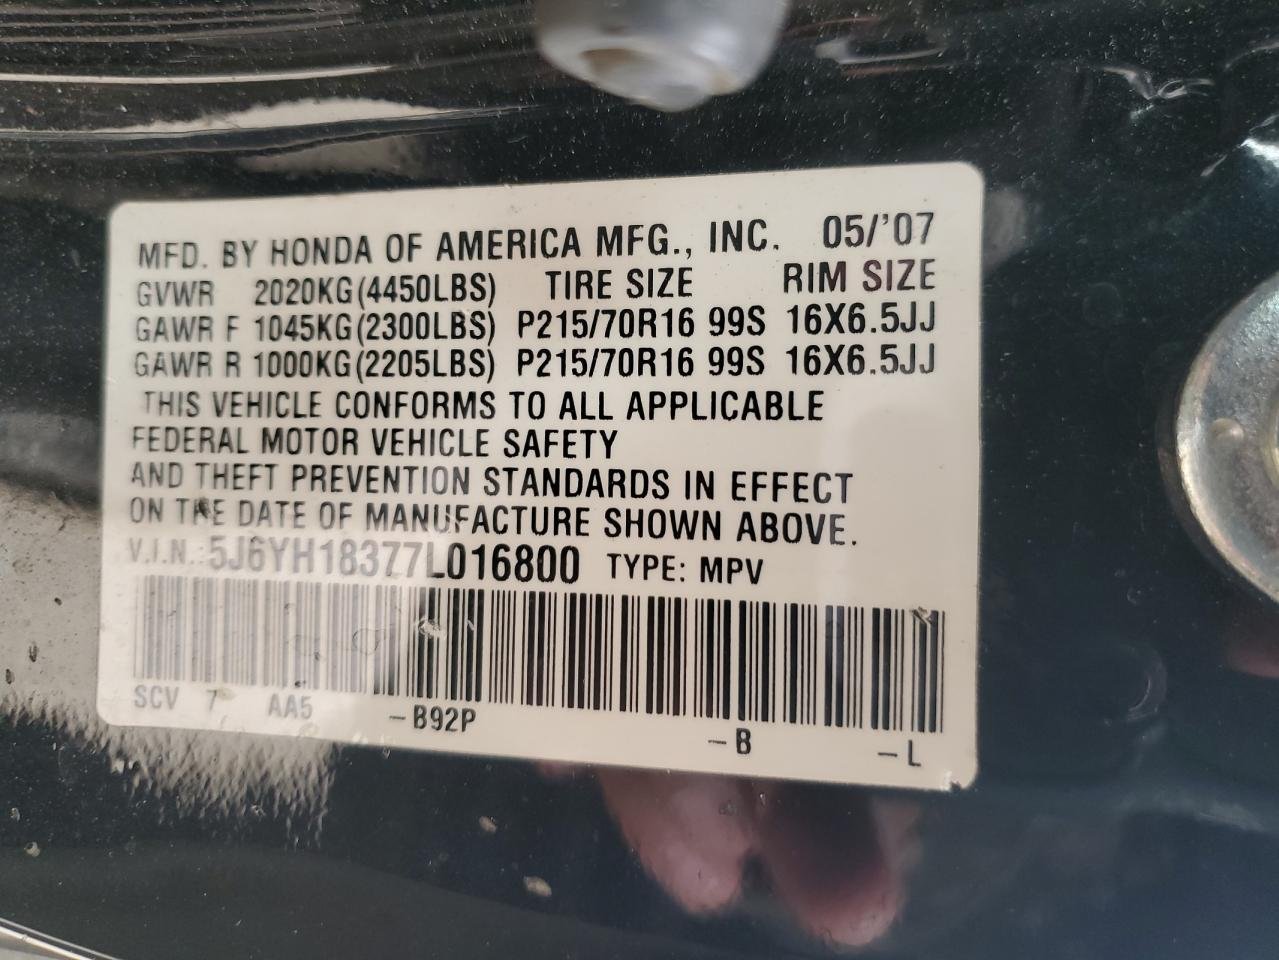 MFD. BY HONDA OF AMERICA MFG., INC. 05/'07
GVWR 2020KG(4450LBS) TIRE SIZE RIM SIZE
GAWR F 1045KG(2300LBS) P215/70R16 99S 16X6.5JJ
GAWR R 1000KG(2205LBS) P215/70R16 99S 16X6.5JJ
THIS VEHICLE CONFORMS TO ALL APPLICABLE
FEDERAL MOTOR VEHICLE SAFETY
AND THEFT PREVENTION STANDARDS IN EFFECT
ON THE DATE OF MANUFACTURE SHOWN ABOVE.
V.I.N.: 5J6YH18377L016800 TYPE: MPV
SCV 7 AA5 -B92P -B -L